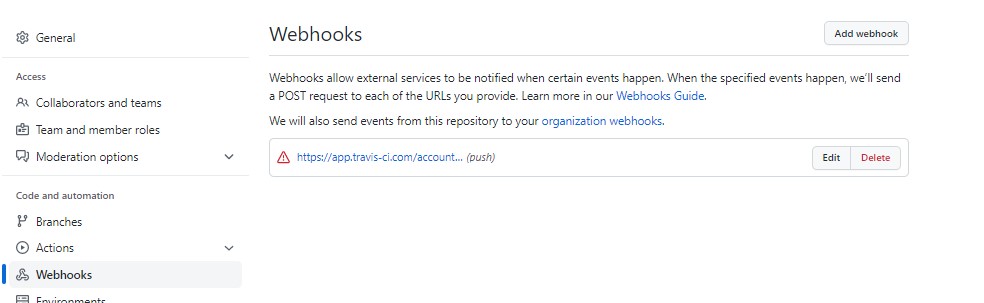 General
Access
Collaborators and teams
Team and member roles
Moderation options
Code and automation
Branches
Actions
Webhooks
Environments
Webhooks
Add webhook
Webhooks allow external services to be notified when certain events happen. When the specified events happen, we'll send
a POST request to each of the URLs you provide. Learn more in our Webhooks Guide.
We will also send events from this repository to your organization webhooks.
https://app.travis-ci.com/account... (push)
Edit
Delete